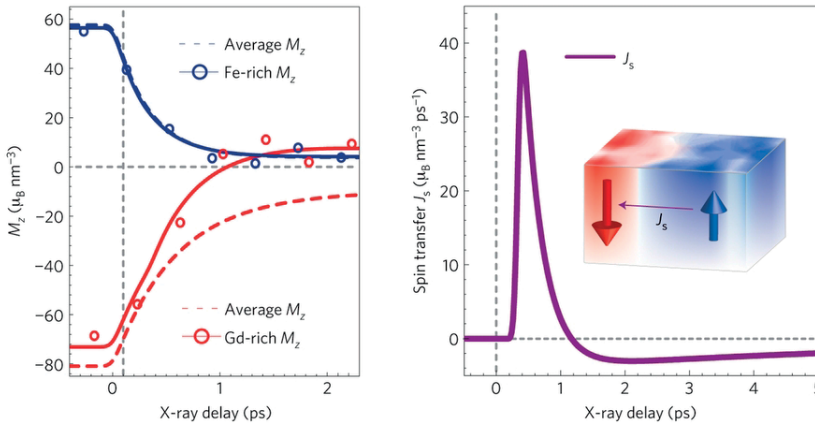 60
40
20
0
−20
−40
−60
−80
M_z (μ_B nm⁻³)
Average M_z
Fe-rich M_z
Average M_z
Gd-rich M_z
0
1
2
X-ray delay (ps)
40
30
20
10
0
Spin transfer J_s (μ_B nm⁻³ ps⁻¹)
J_s
J_s
0
1
2
3
4
5
X-ray delay (ps)